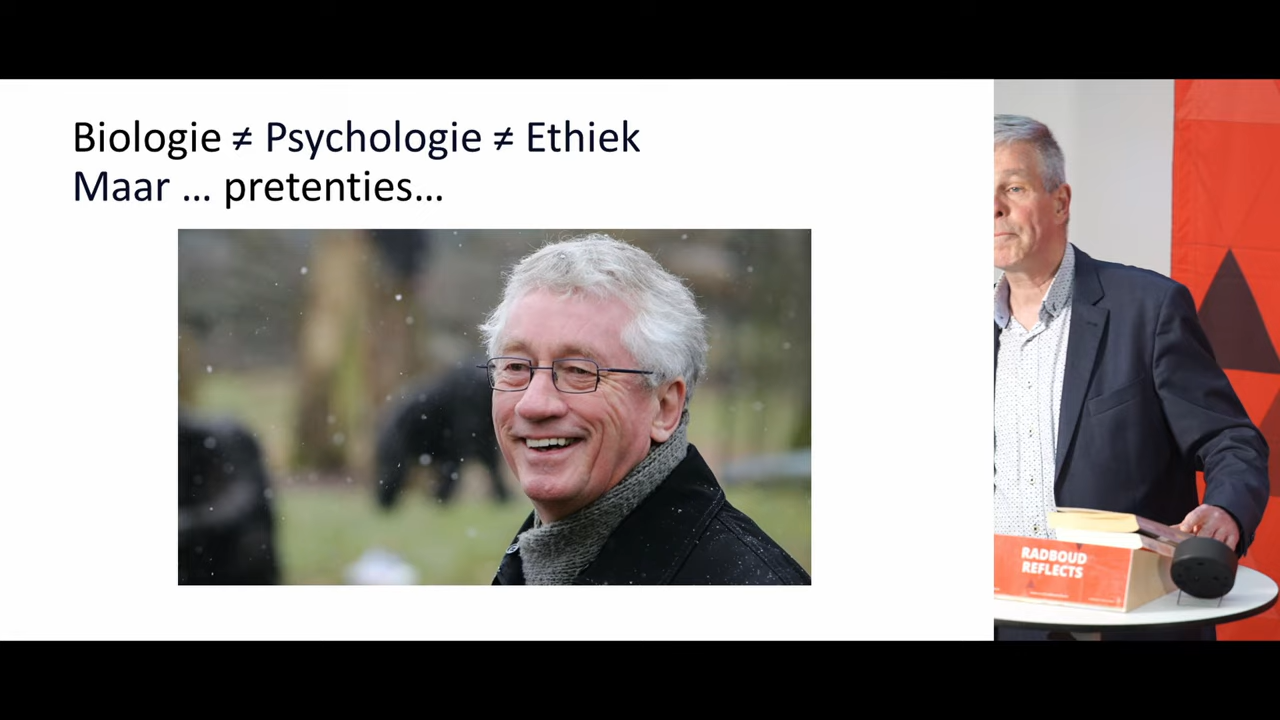 Biologie ≠ Psychologie ≠ Ethiek
Maar ... pretenties...
RADBOUD
REFLECTS